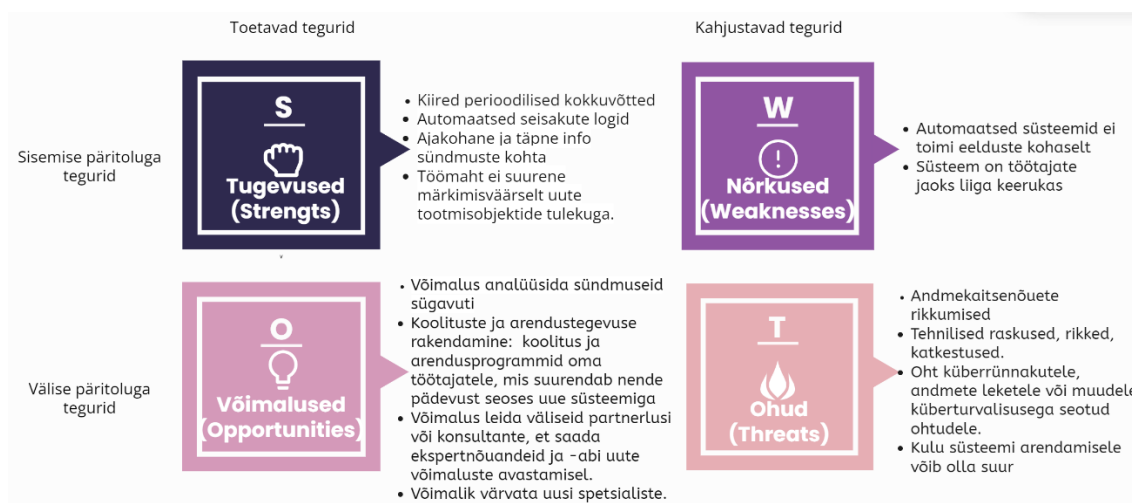 Toetavad tegurid
Kahjustavad tegurid
Sisemise päritoluga
tegurid
S
Tugevused
(Strengts)
• Kiired perioodilised kokkuvõtted
• Automaatsed seisakute logid
• Ajakohane ja täpne info
sündmuste kohta
• Töömaht ei suurene
märkimisväärselt uute
tootmisobjektide tulekuga.
W
Nõrkused
(Weaknesses)
• Automaatsed süsteemid ei
toimi eelduste kohaselt
• Süsteem on töötajate
jaoks liiga keerukas
Välise päritoluga
tegurid
O
Võimalused
(Opportunities)
• Võimalus analüüsida sündmuseid
sügavuti
• Koolituste ja arendustegevuse
rakendamine: koolitus ja
arendusprogrammid oma
töötajatele, mis suurendab nende
pädevust seoses uue süsteemiga
• Võimalus leida väliseid partnerlusi
või konsultante, et saada
ekspertnõuandeid ja -abi uute
võimaluste avastamisel.
• Võimalik värvata uusi spetsialiste.
T
Ohud
(Threats)
• Andmekaitsenõuete
rikkumised
• Tehnilised raskused, rikked,
katkestused.
• Oht küberrünnakutele,
andmete leketele või muudele
küberturvalisusega seotud
ohtudele.
• Kulu süsteemi arendamisele
võib olla suur